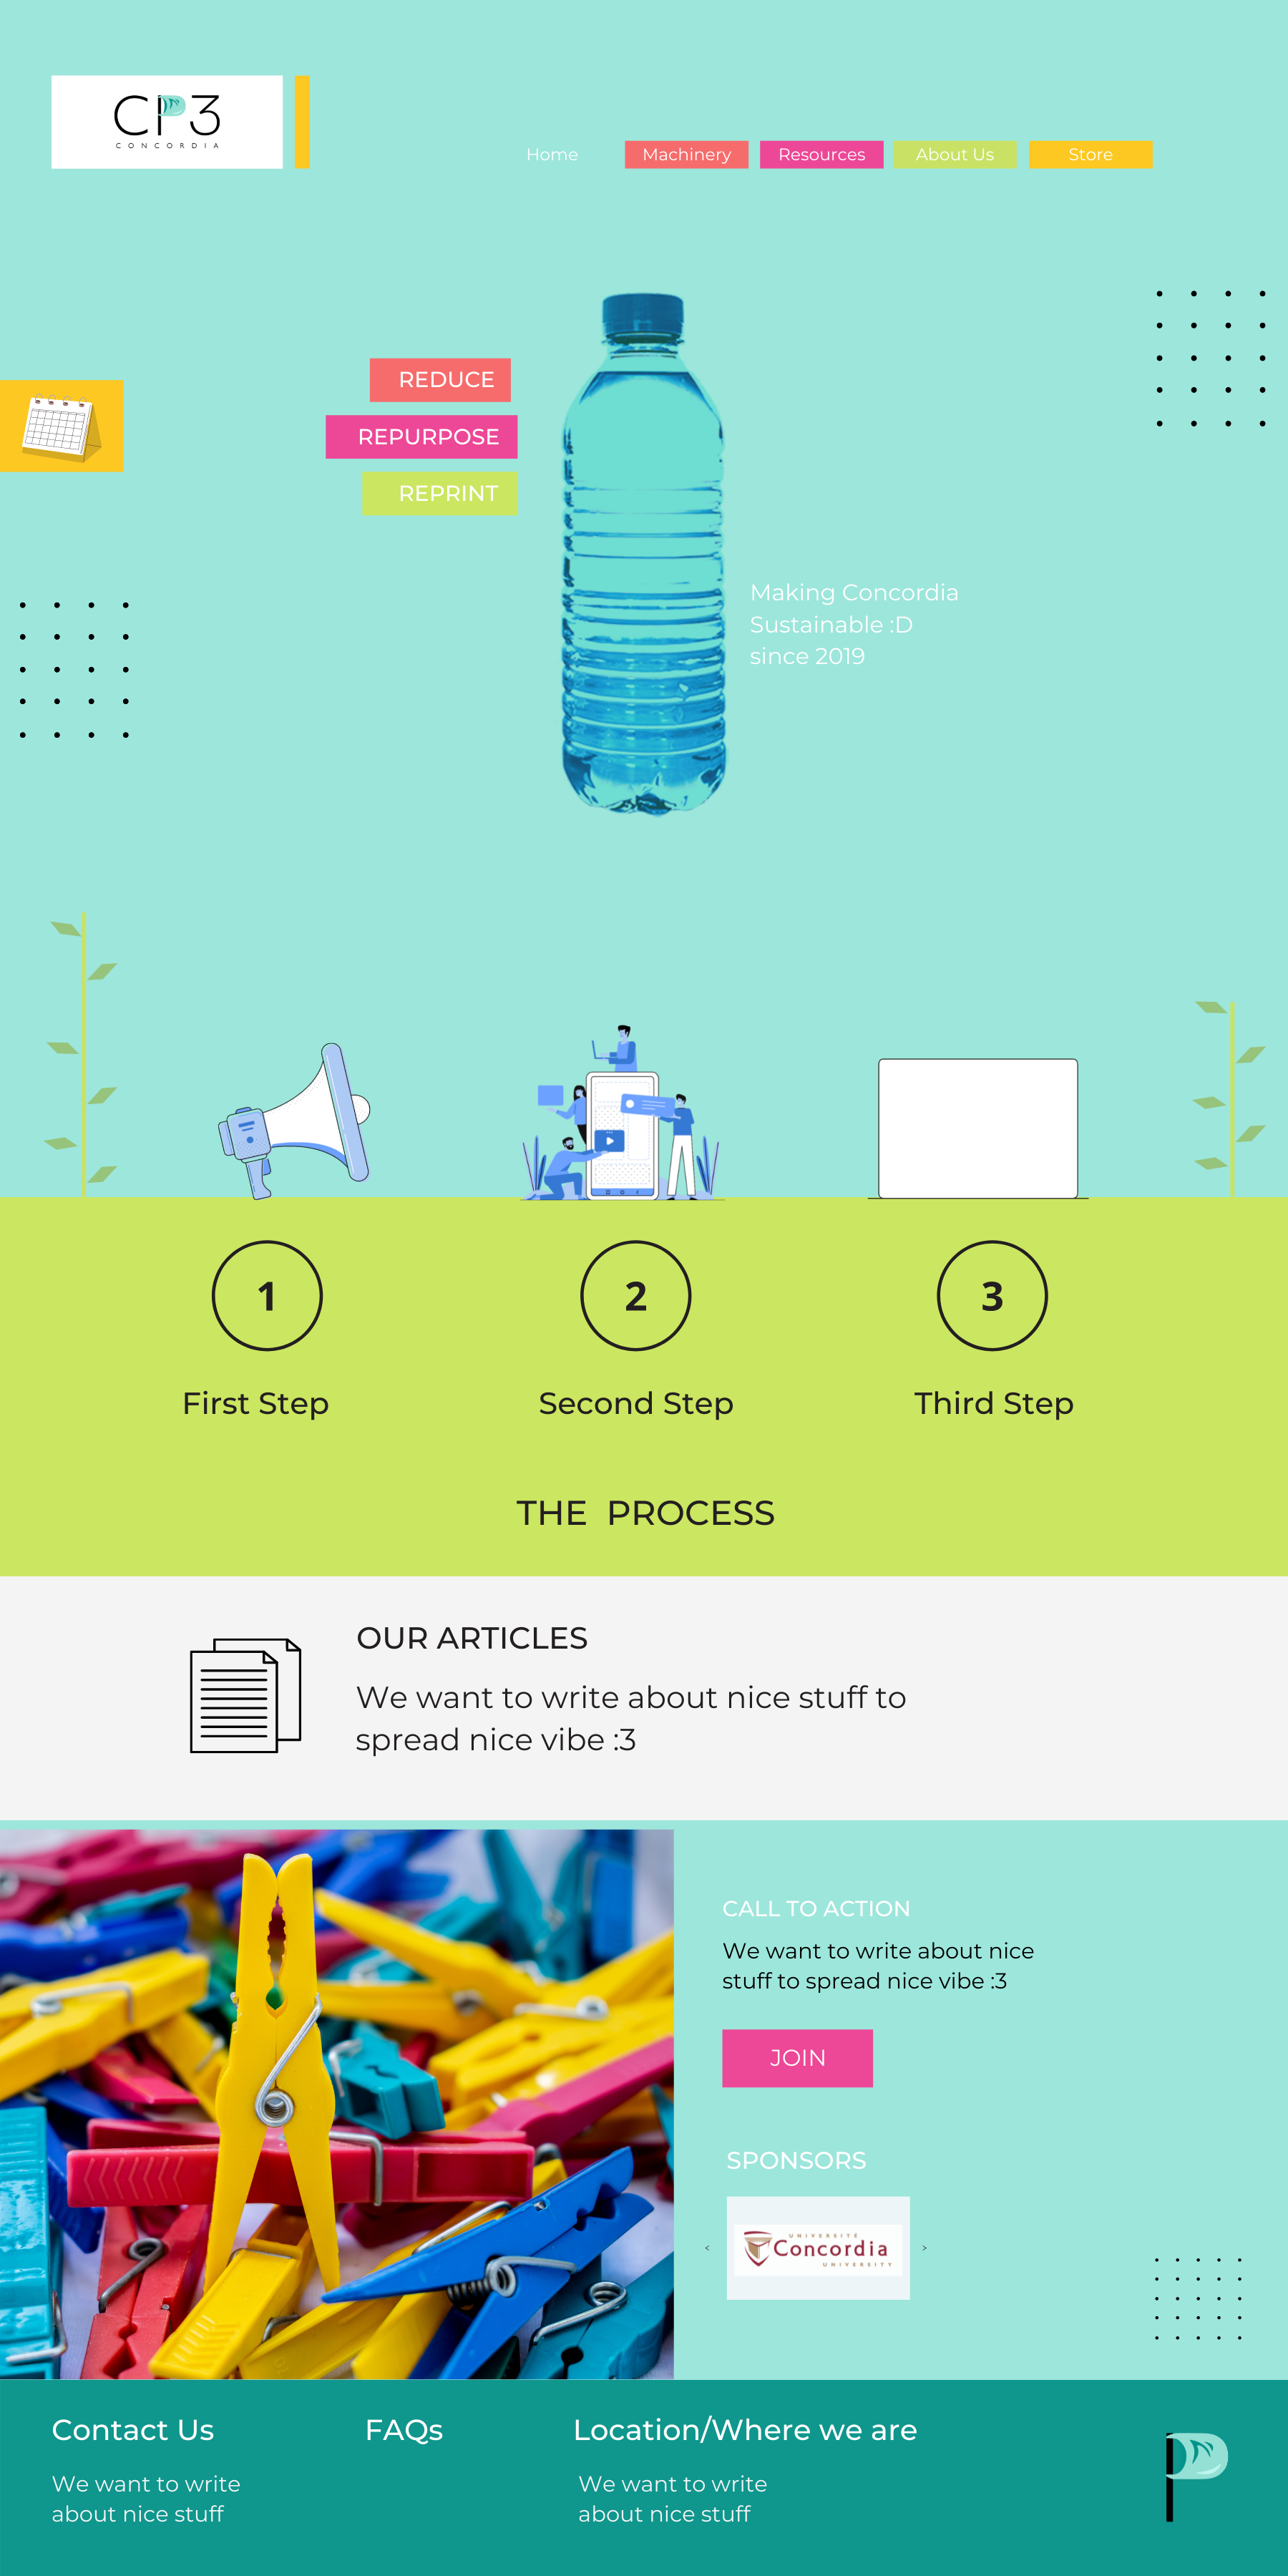 CP3
CONCORDIA
Home
Machinery
Resources
About Us
Store
REDUCE
REPURPOSE
REPRINT
Making Concordia
Sustainable :D
since 2019
1
2
3
First Step
Second Step
Third Step
THE PROCESS
OUR ARTICLES
We want to write about nice stuff to
spread nice vibe :3
CALL TO ACTION
We want to write about nice
stuff to spread nice vibe :3
JOIN
SPONSORS
<
UNIVERSITÉ
Concordia
UNIVERSITY
>
Contact Us
FAQs
Location/Where we are
We want to write
about nice stuff
We want to write
about nice stuff
P